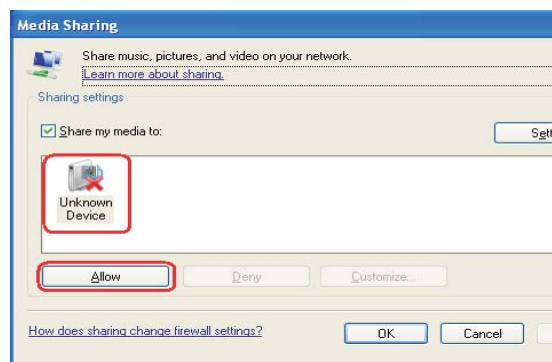 Media Sharing
Share music, pictures, and video on your network.
Learn more about sharing.
Sharing settings
Share my media to:
Unknown
Device
Allow
Deny
Customize...
How does sharing change firewall settings?
OK
Cancel